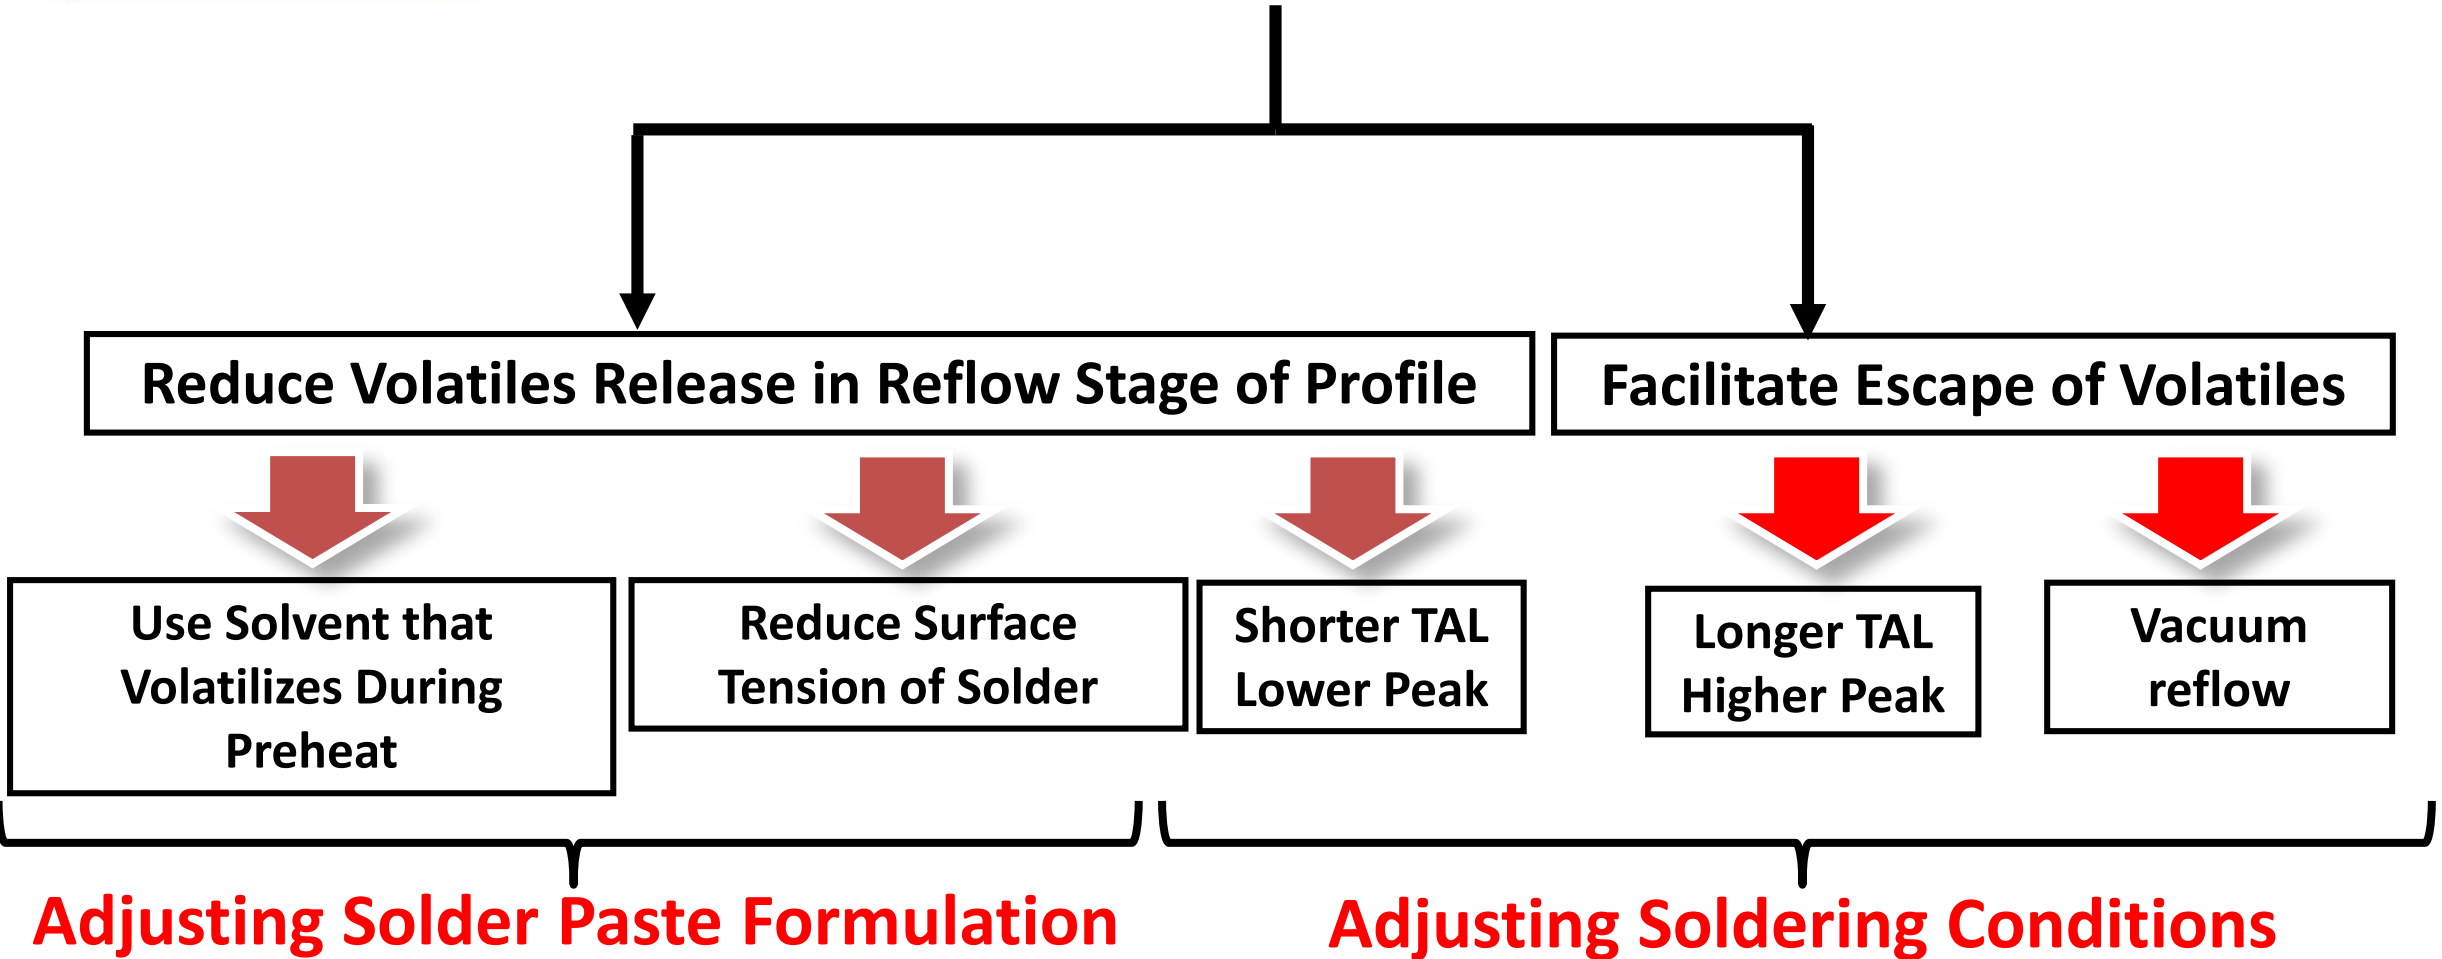 Reduce Volatiles Release in Reflow Stage of Profile
Facilitate Escape of Volatiles
Use Solvent that
Volatilizes During
Preheat
Reduce Surface
Tension of Solder
Shorter TAL
Lower Peak
Longer TAL
Higher Peak
Vacuum
reflow
Adjusting Solder Paste Formulation
Adjusting Soldering Conditions